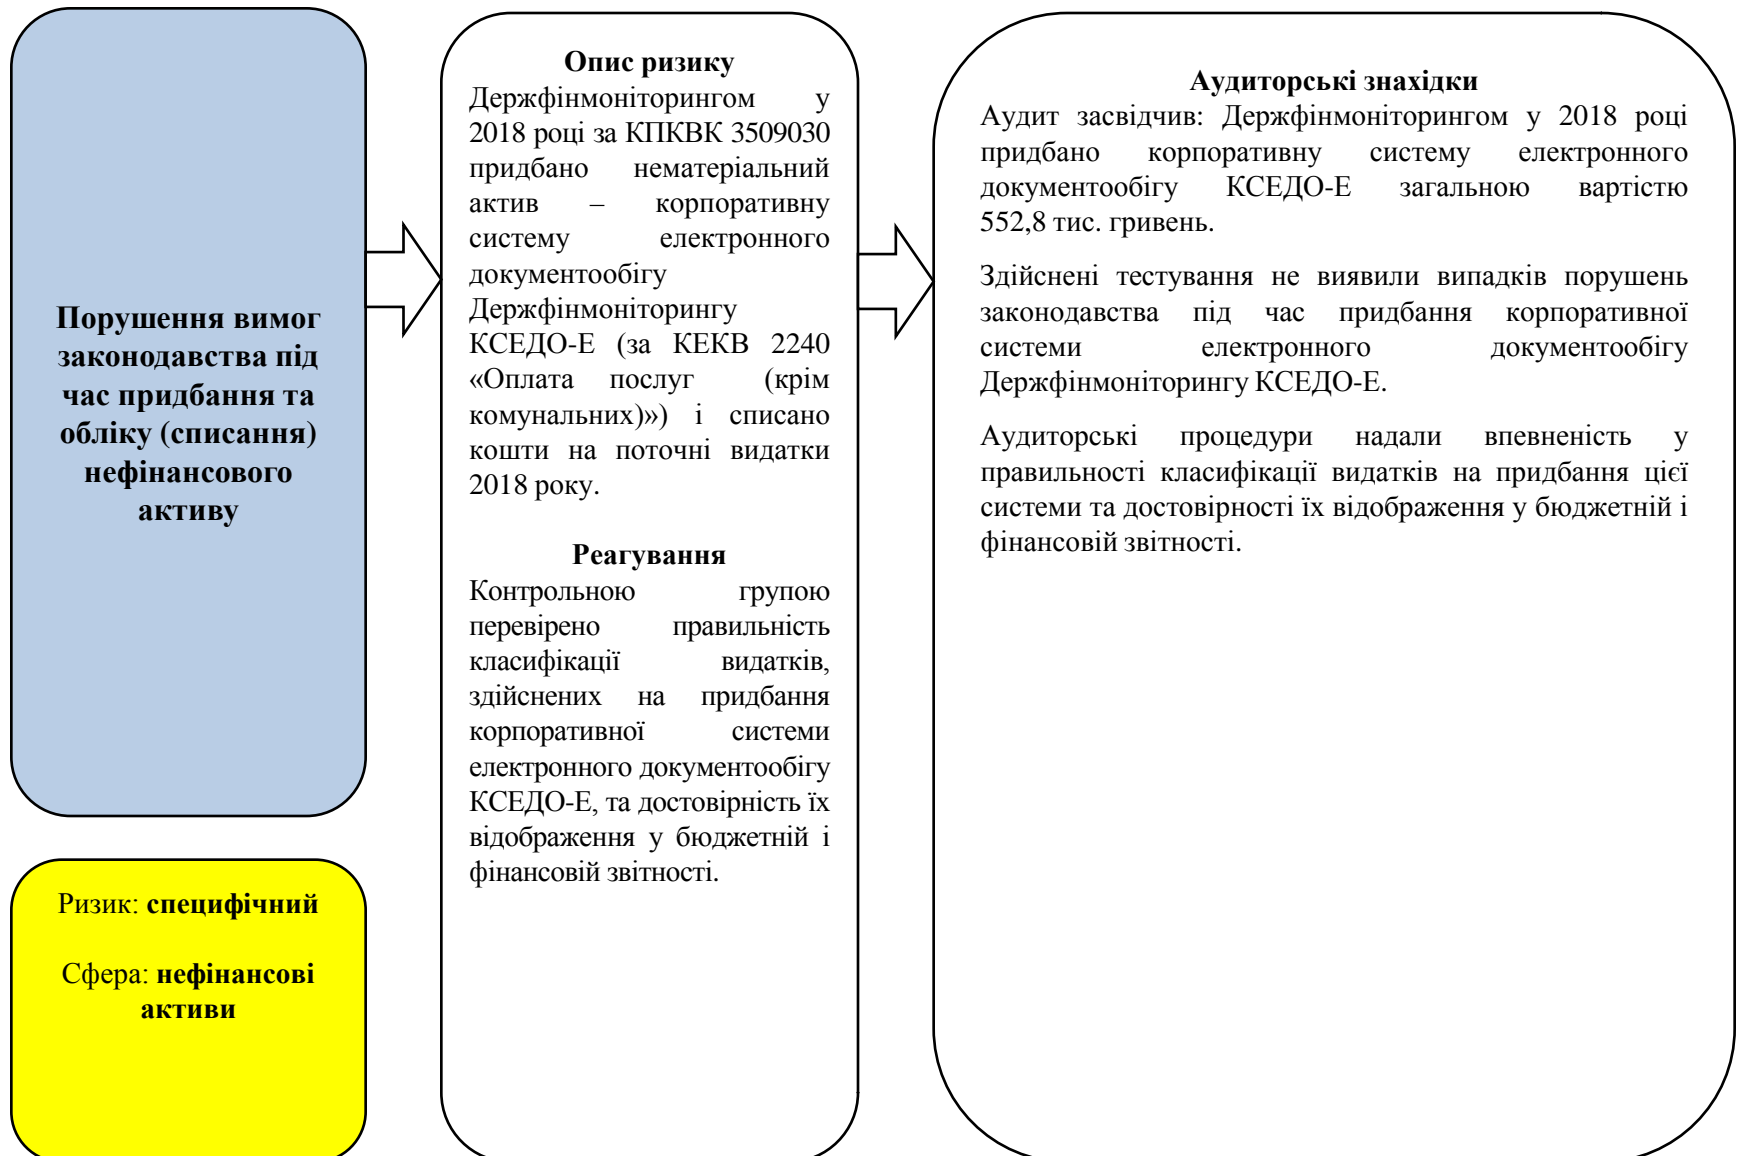 Порушення вимог
законодавства під
час придбання та
обліку (списання)
нефінансового
активу
Ризик: специфічний
Сфера: нефінансові
активи
Опис ризику
Держфінмоніторингом у
2018 році за КПКВК 3509030
придбано нематеріальний
актив – корпоративну
систему електронного
документообігу
Держфінмоніторингу
КСЕДО-Е (за КЕКВ 2240
«Оплата послуг (крім
комунальних)») і списано
кошти на поточні видатки
2018 року.
Реагування
Контрольною групою
перевірено правильність
класифікації видатків,
здійснених на придбання
корпоративної системи
електронного документообігу
КСЕДО-Е, та достовірність їх
відображення у бюджетній і
фінансовій звітності.
Аудиторські знахідки
Аудит засвідчив: Держфінмоніторингом у 2018 році
придбано корпоративну систему електронного
документообігу КСЕДО-Е загальною вартістю
552,8 тис. гривень.
Здійснені тестування не виявили випадків порушень
законодавства під час придбання корпоративної
системи електронного документообігу
Держфінмоніторингу КСЕДО-Е.
Аудиторські процедури надали впевненість у
правильності класифікації видатків на придбання цієї
системи та достовірності їх відображення у бюджетній і
фінансовій звітності.